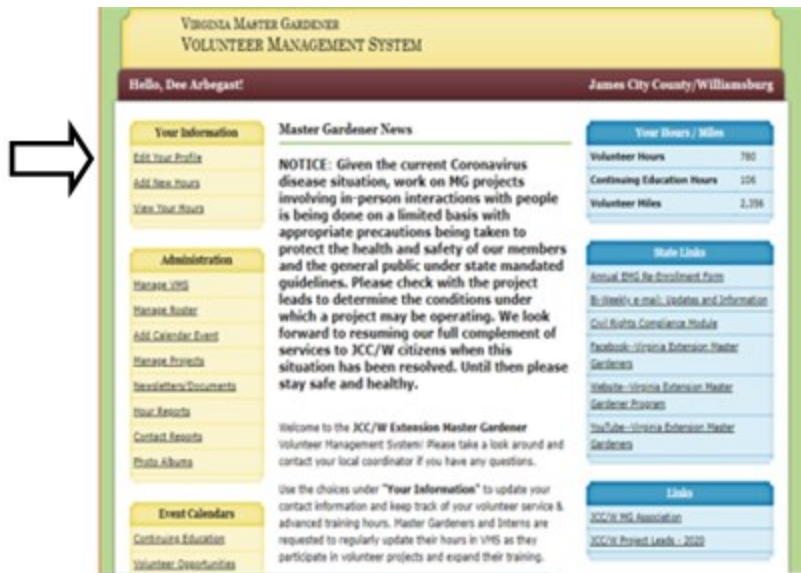 VIRGINIA MASTER GARDENER
VOLUNTEER MANAGEMENT SYSTEM
Hello, Dee Arbegast!
James City County/Williamsburg
Your Information
Edit Your Profile
Add New Hours
View Your Hours
Administration
Manage VMS
Manage Roster
Add Calendar Event
Manage Projects
Newsletters/Documents
Hour Reports
Contact Reports
Photo Albums
Event Calendars
Continuing Education
Volunteer Opportunities
Master Gardener News
NOTICE: Given the current Coronavirus
disease situation, work on MG projects
involving in-person interactions with people
is being done on a limited basis with
appropriate precautions being taken to
protect the health and safety of our members
and the general public under state mandated
guidelines. Please check with the project
leads to determine the conditions under
which a project may be operating. We look
forward to resuming our full complement of
services to JCC/W citizens when this
situation has been resolved. Until then please
stay safe and healthy.
Welcome to the JCC/W Extension Master Gardener
Volunteer Management System! Please take a look around and
contact your local coordinator if you have any questions.
Use the choices under "Your Information" to update your
contact information and keep track of your volunteer service &
advanced training hours. Master Gardeners and Interns are
requested to regularly update their hours in VMS as they
participate in volunteer projects and expand their training.
Your Hours / Miles
Volunteer Hours 780
Continuing Education Hours 106
Volunteer Miles 2,356
State Links
Annual EMG Re-Enrollment Form
Bi-Weekly e-mail: Updates and Information
Civil Rights Compliance Module
Facebook--Virginia Extension Master
Gardeners
Website--Virginia Extension Master
Gardener Program
YouTube--Virginia Extension Master
Gardeners
Links
JCC/W MG Association
JCC/W Project Leads - 2020